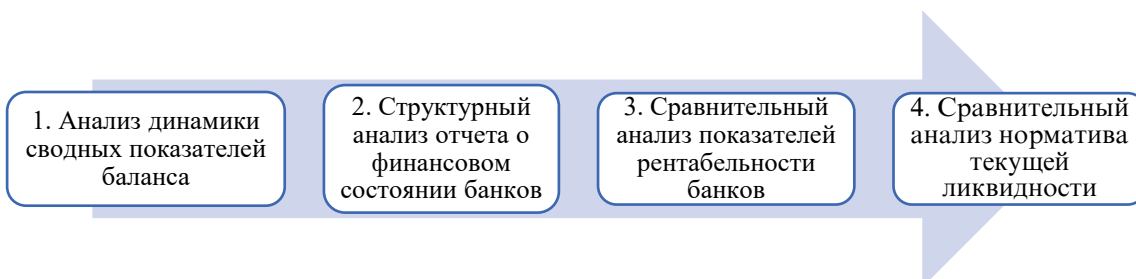 1. Анализ динамики
сводных показателей
баланса
2. Структурный
анализ отчета о
финансовом
состоянии банков
3. Сравнительный
анализ показателей
рентабельности
банков
4. Сравнительный
анализ норматива
текущей
ликвидности